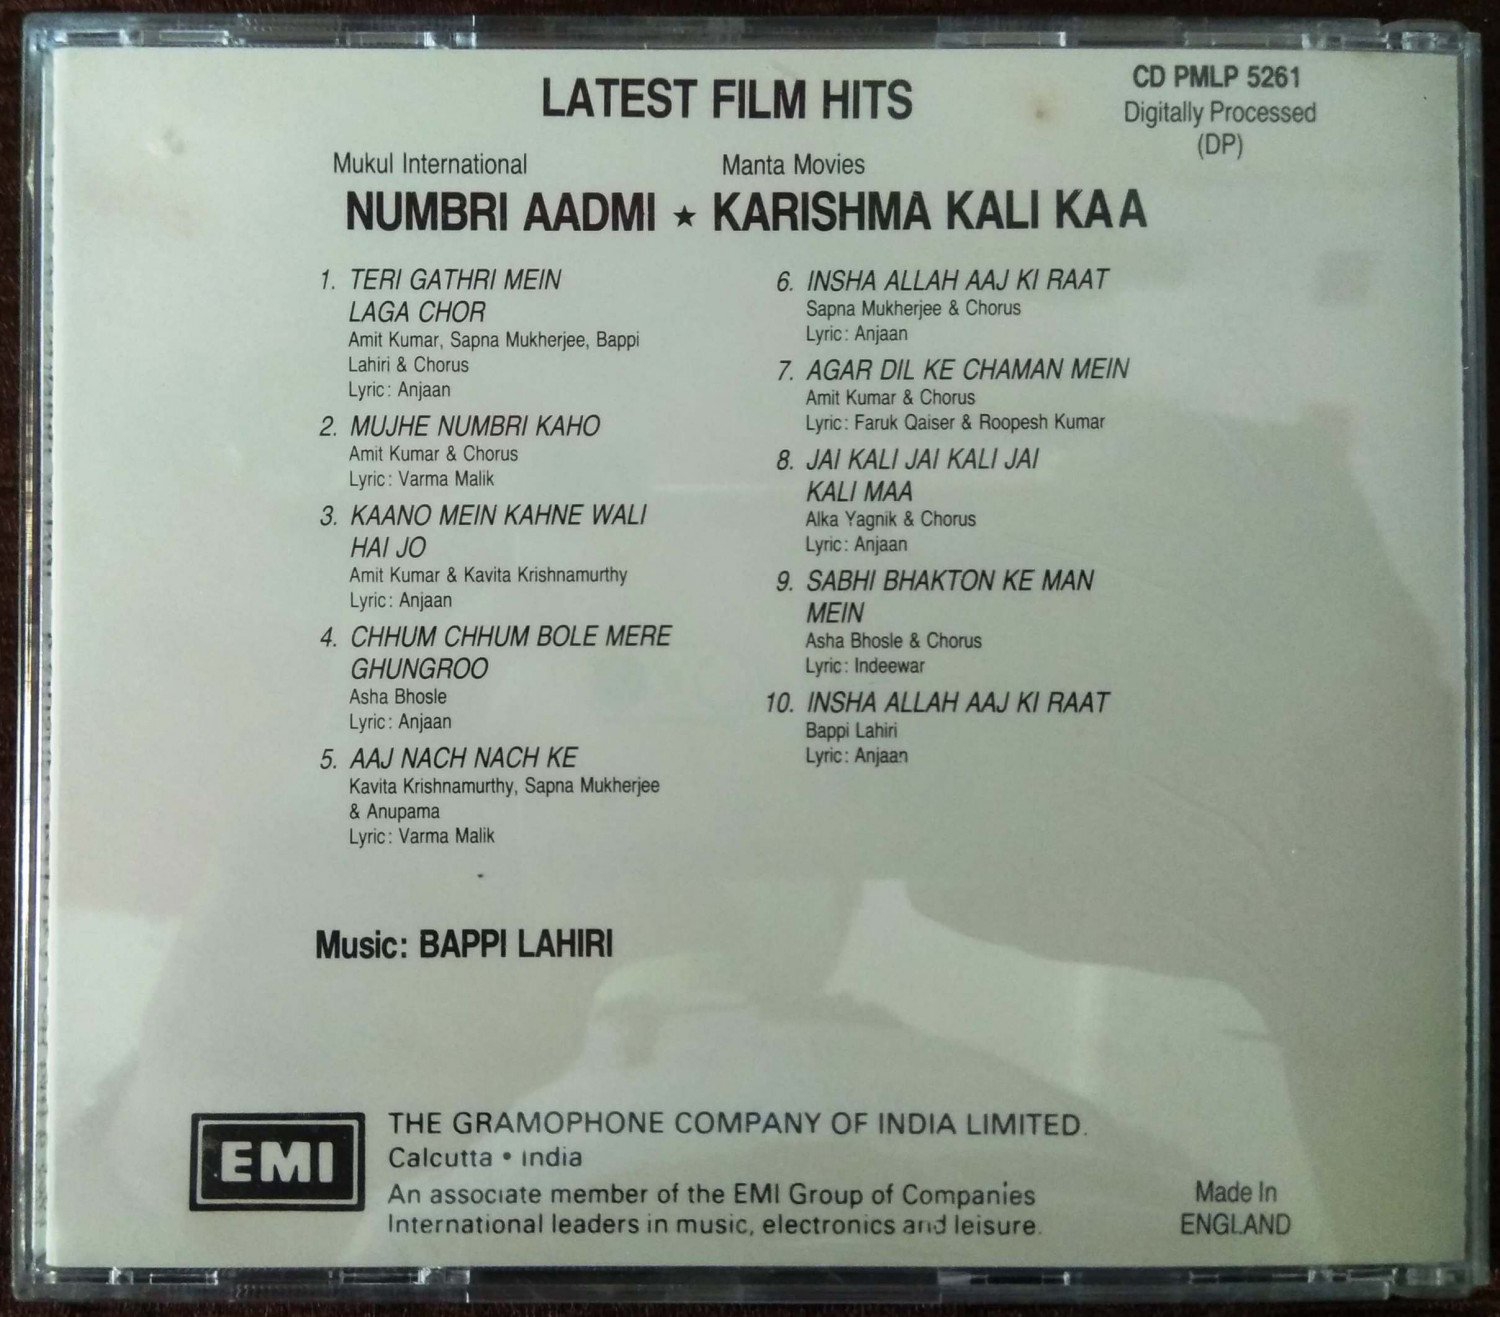 LATEST FILM HITS
CD PMLP 5261
Digitally Processed
(DP)
Mukul International
NUMBRI AADMI ★ KARISHMA KALI KAA
Manta Movies
1. TERI GATHRI MEIN
LAGA CHOR
Amit Kumar, Sapna Mukherjee, Bappi
Lahiri & Chorus
Lyric: Anjaan
2. MUJHE NUMBRI KAHO
Amit Kumar & Chorus
Lyric: Varma Malik
3. KAANO MEIN KAHNE WALI
HAI JO
Amit Kumar & Kavita Krishnamurthy
Lyric: Anjaan
4. CHHUM CHHUM BOLE MERE
GHUNGROO
Asha Bhosle
Lyric: Anjaan
5. AAJ NACH NACH KE
Kavita Krishnamurthy, Sapna Mukherjee
& Anupama
Lyric: Varma Malik
6. INSHA ALLAH AAJ KI RAAT
Sapna Mukherjee & Chorus
Lyric: Anjaan
7. AGAR DIL KE CHAMAN MEIN
Amit Kumar & Chorus
Lyric: Faruk Qaiser & Roopesh Kumar
8. JAI KALI JAI KALI JAI
KALI MAA
Alka Yagnik & Chorus
Lyric: Anjaan
9. SABHI BHAKTON KE MAN
MEIN
Asha Bhosle & Chorus
Lyric: Indeewar
10. INSHA ALLAH AAJ KI RAAT
Bappi Lahiri
Lyric: Anjaan
Music: BAPPI LAHIRI
EMI
THE GRAMOPHONE COMPANY OF INDIA LIMITED.
Calcutta • India
An associate member of the EMI Group of Companies
International leaders in music, electronics and leisure.
Made In
ENGLAND